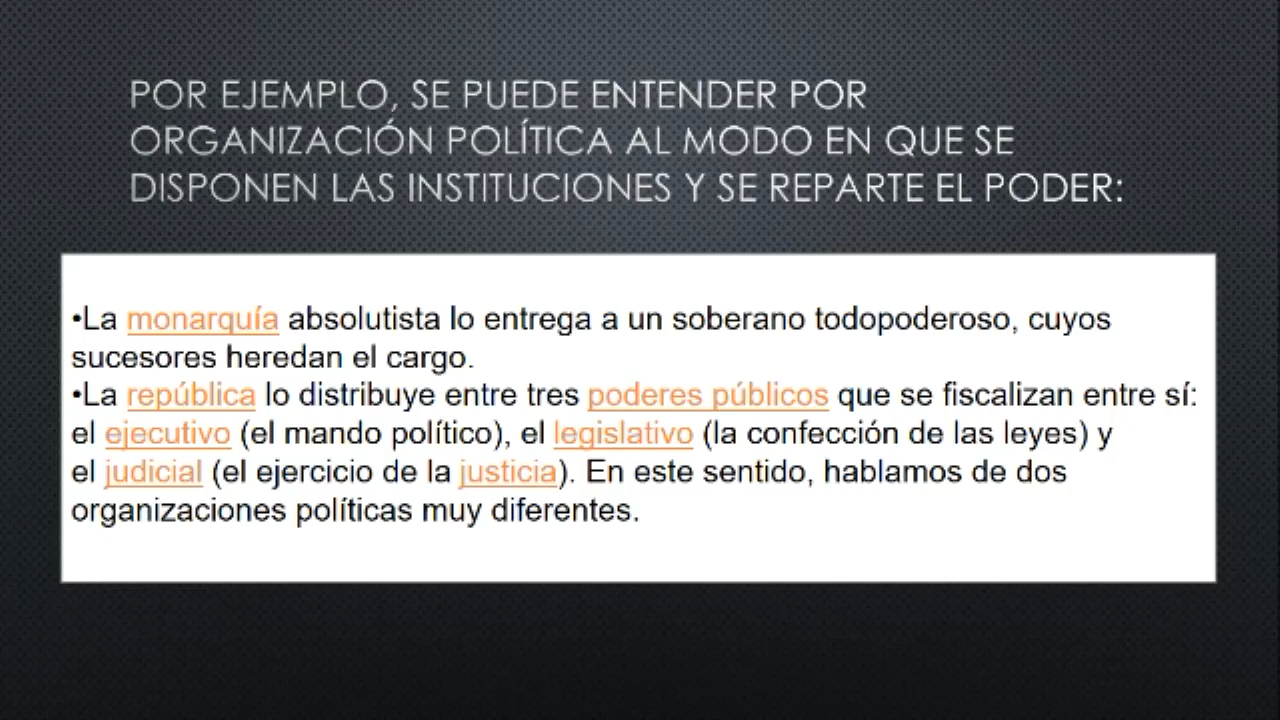 POR EJEMPLO, SE PUEDE ENTENDER POR
ORGANIZACIÓN POLÍTICA AL MODO EN QUE SE
DISPONEN LAS INSTITUCIONES Y SE REPARTE EL PODER:
•La monarquía absolutista lo entrega a un soberano todopoderoso, cuyos
sucesores heredan el cargo.
•La república lo distribuye entre tres poderes públicos que se fiscalizan entre sí:
el ejecutivo (el mando político), el legislativo (la confección de las leyes) y
el judicial (el ejercicio de la justicia). En este sentido, hablamos de dos
organizaciones políticas muy diferentes.